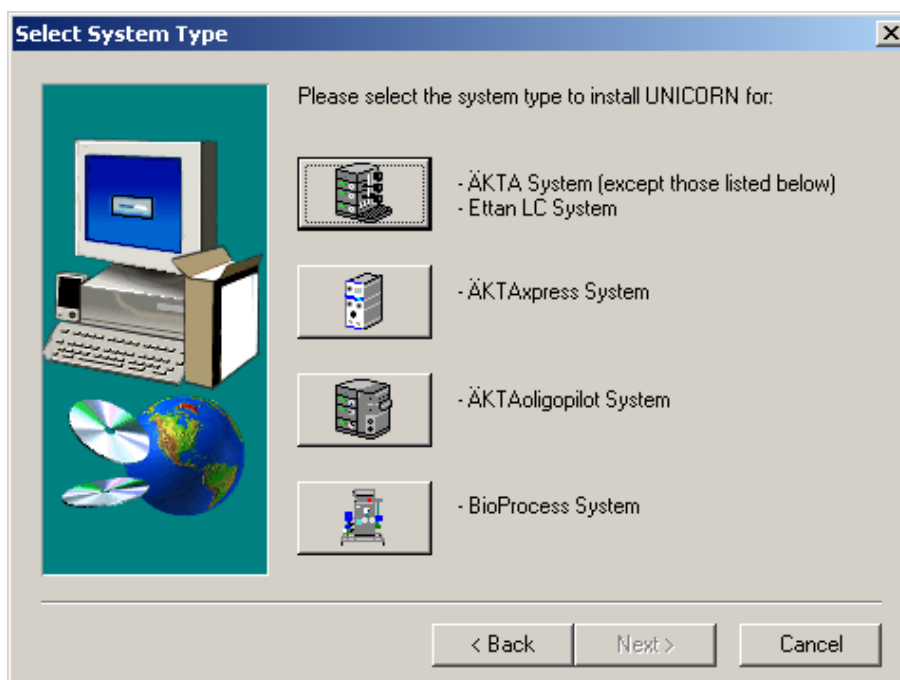 Select System Type
Please select the system type to install UNICORN for:
- ÄKTA System (except those listed below)
- Ettan LC System
- ÄKTAxpress System
- ÄKTAoligopilot System
- BioProcess System
< Back
Next >
Cancel